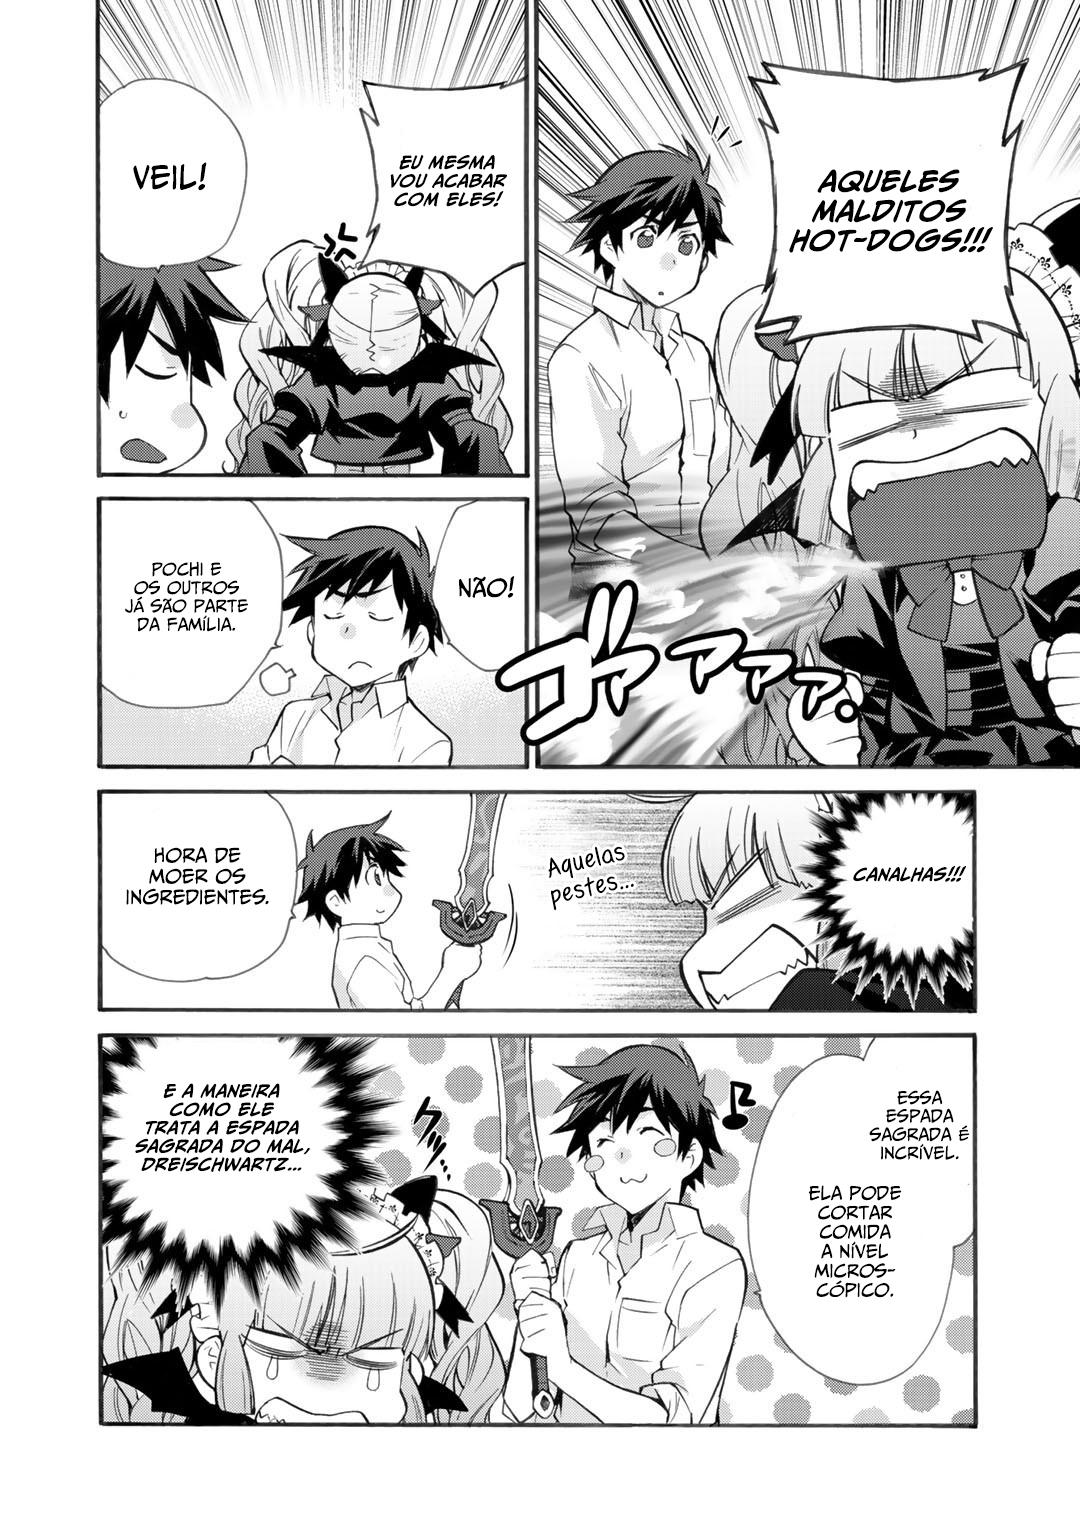 AQUELES
MALDITOS
HOT-DOGS!!!
ゴァァァァ.
EU MESMA
VOU ACABAR
COM ELES!
VEIL!
NÃO!
POCHI E
OS OUTROS
JÁ SÃO PARTE
DA FAMÍLIA.
CANALHAS!!!
Aquelas
pestes...
HORA DE
MOER OS
INGREDIENTES.
ESSA
ESPADA
SAGRADA É
INCRÍVEL.
ELA PODE
CORTAR
COMIDA
A NÍVEL
MICROS-
CÓPICO.
E A MANEIRA
COMO ELE
TRATA A ESPADA
SAGRADA DO MAL,
DREISCHWARTZ...